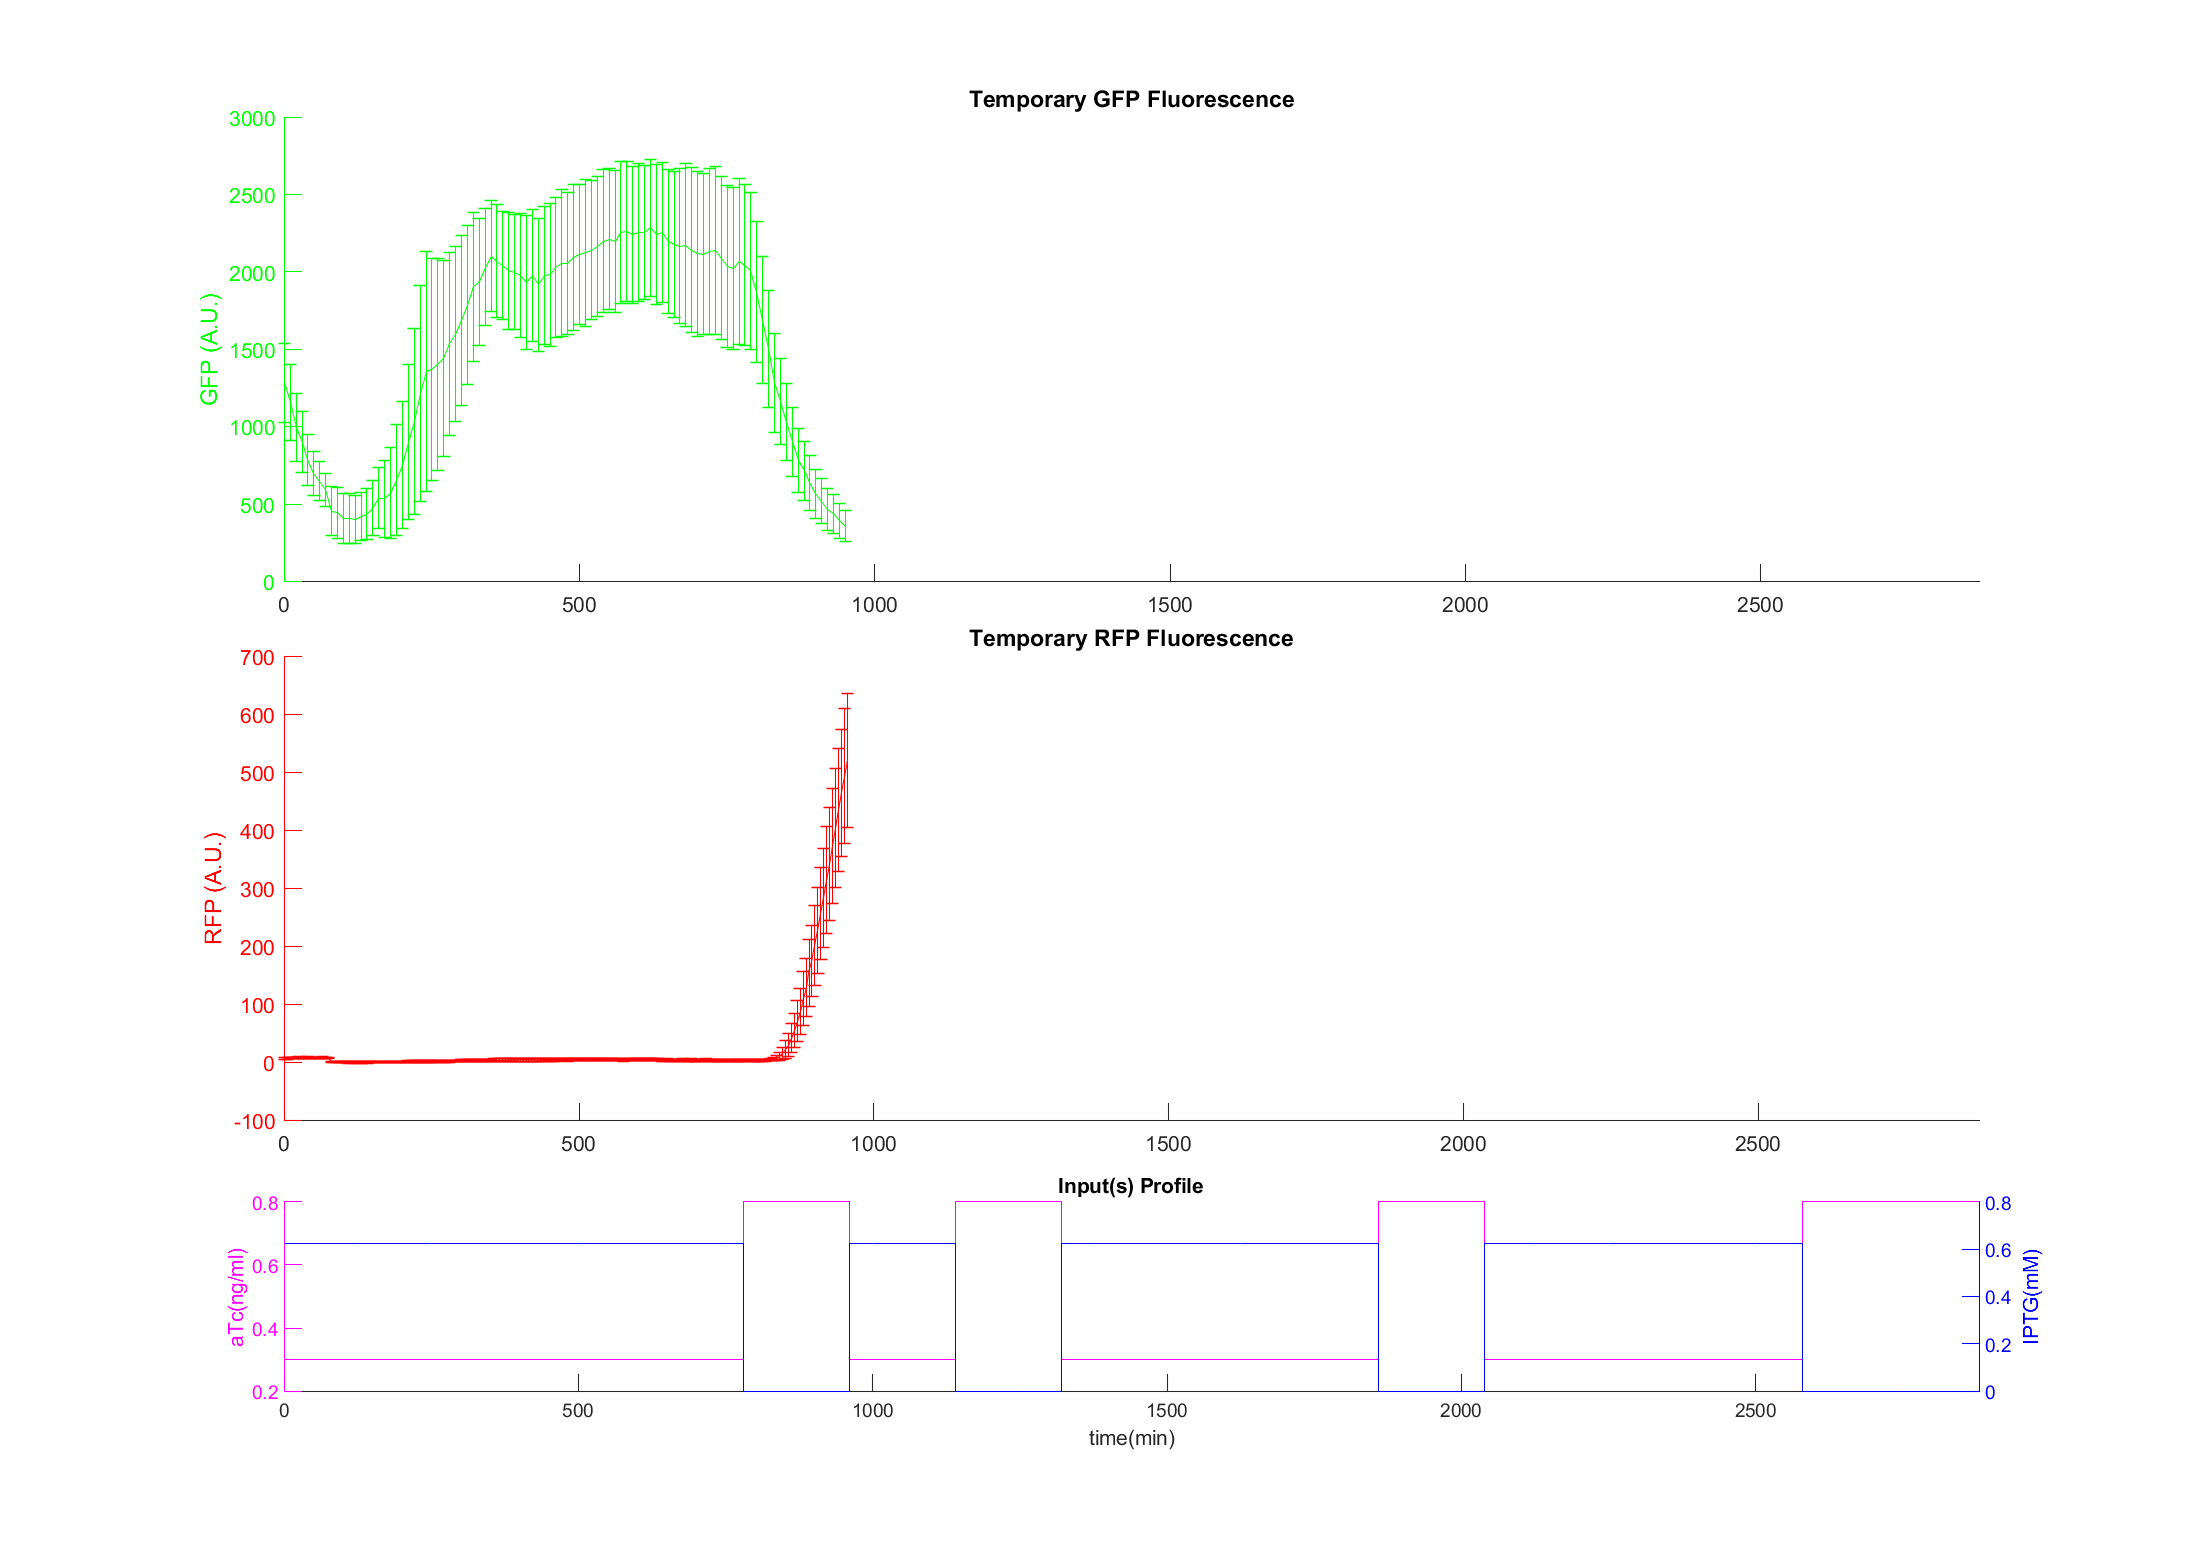 Temporary GFP Fluorescence
GFP (A.U.)
3000
2500
2000
1500
1000
500
0
0 500 1000 1500 2000 2500
Temporary RFP Fluorescence
RFP (A.U.)
700
600
500
400
300
200
100
0
-100
0 500 1000 1500 2000 2500
Input(s) Profile
aTc(ng/ml)
0.8
0.6
0.4
0.2
IPTG(mM)
0.8
0.6
0.4
0.2
0
0 500 1000 1500 2000 2500
time(min)